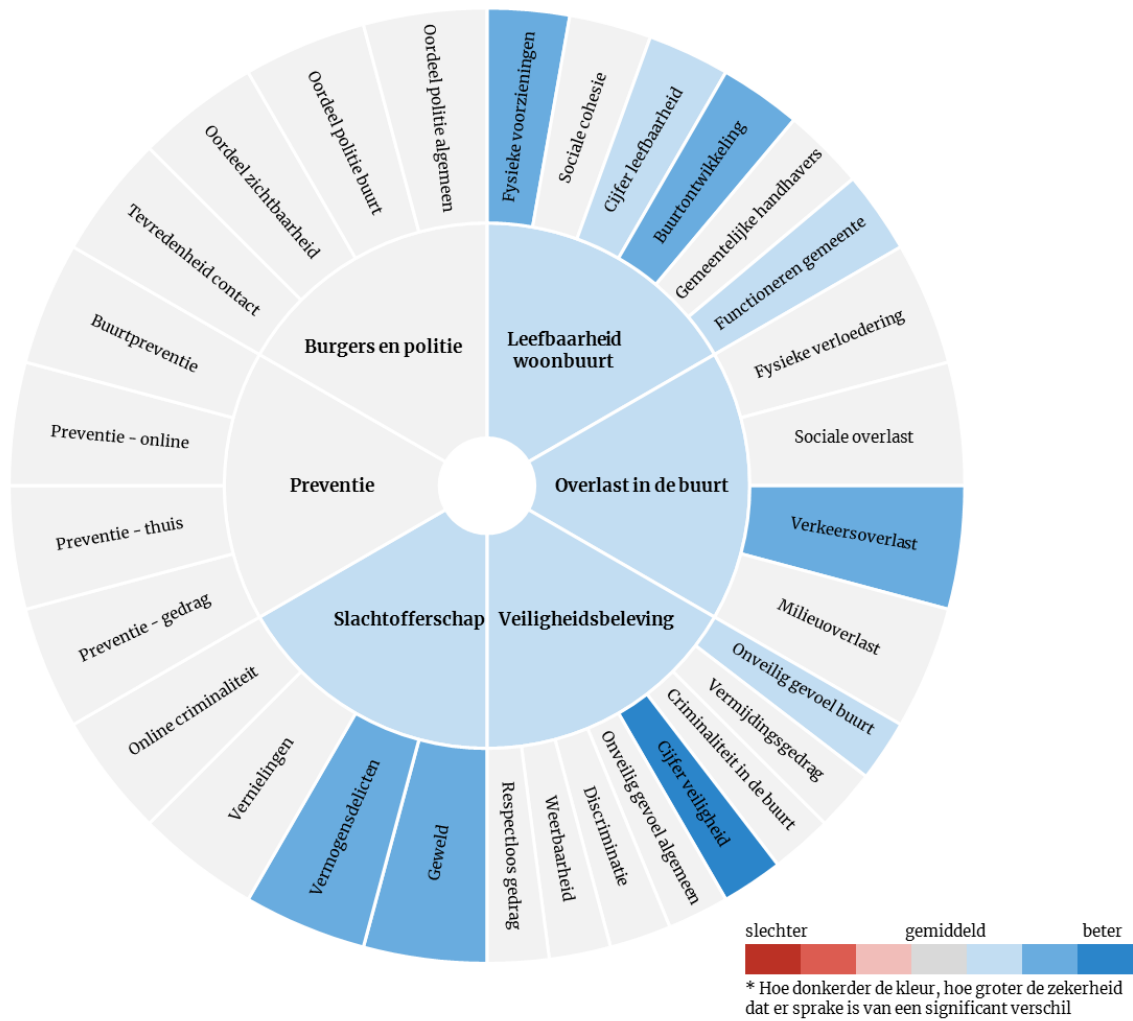 Fysieke voorzieningen
Sociale cohesie
Cijfer leefbaarheid
Buurtontwikkeling
Gemeentelijke handhavers
Functioneren gemeente
Fysieke verloedering
Sociale overlast
Verkeersoverlast
Milieuoverlast
Onveilig gevoel buurt
Vermijdingsgedrag
Criminaliteit in de buurt
Cijfer veiligheid
Onveilig gevoel algemeen
Discriminatie
Weerbaarheid
Respectloos gedrag
Geweld
Vermogensdelicten
Vernielingen
Online criminaliteit
Preventie - gedrag
Preventie - thuis
Preventie - online
Buurtpreventie
Tevredenheid contact
Oordeel zichtbaarheid
Oordeel politie buurt
Oordeel politie algemeen
Leefbaarheid
woonbuurt
Overlast in de buurt
Veiligheidsbeleving
Slachtofferschap
Preventie
Burgers en politie
slechter gemiddeld beter
* Hoe donkerder de kleur, hoe groter de zekerheid
dat er sprake is van een significant verschil